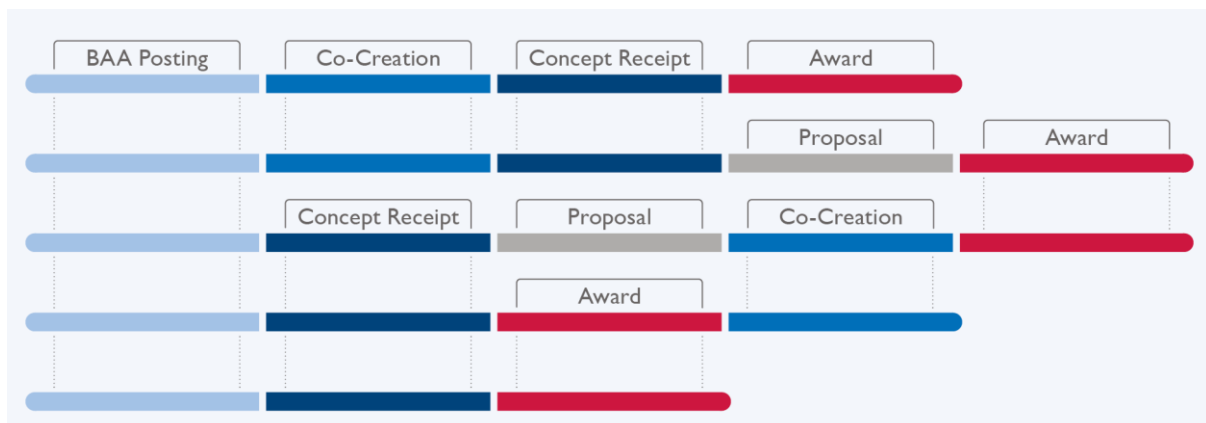 BAA Posting Co-Creation Concept Receipt Award
Proposal Award
Concept Receipt Proposal Co-Creation
Award